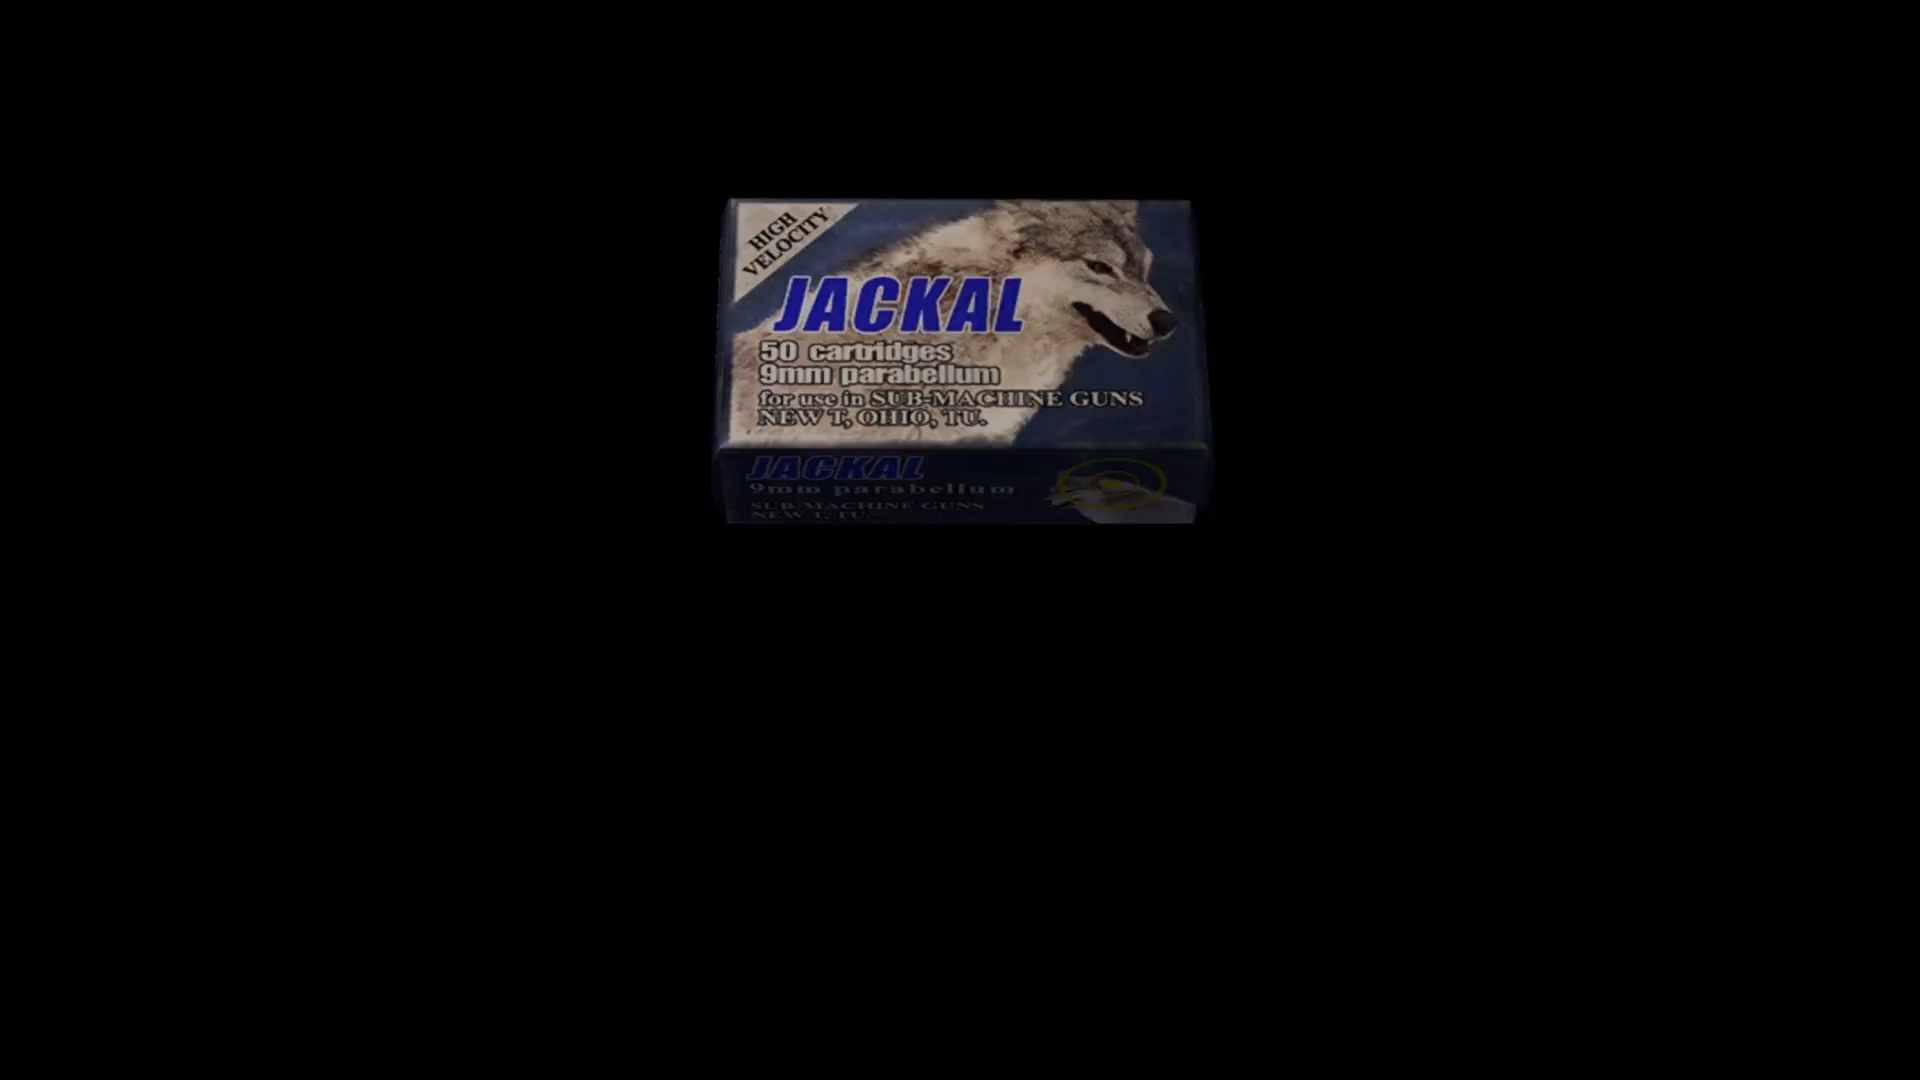 HIGH
VELOCITY
JACKAL
50 cartridges
9mm parabellum
for use in SUB-MACHINE GUNS
NEW T, OHIO, TU.
JACKAL
9mm parabellum
SUB-MACHINE GUNS
NEW T, TU.